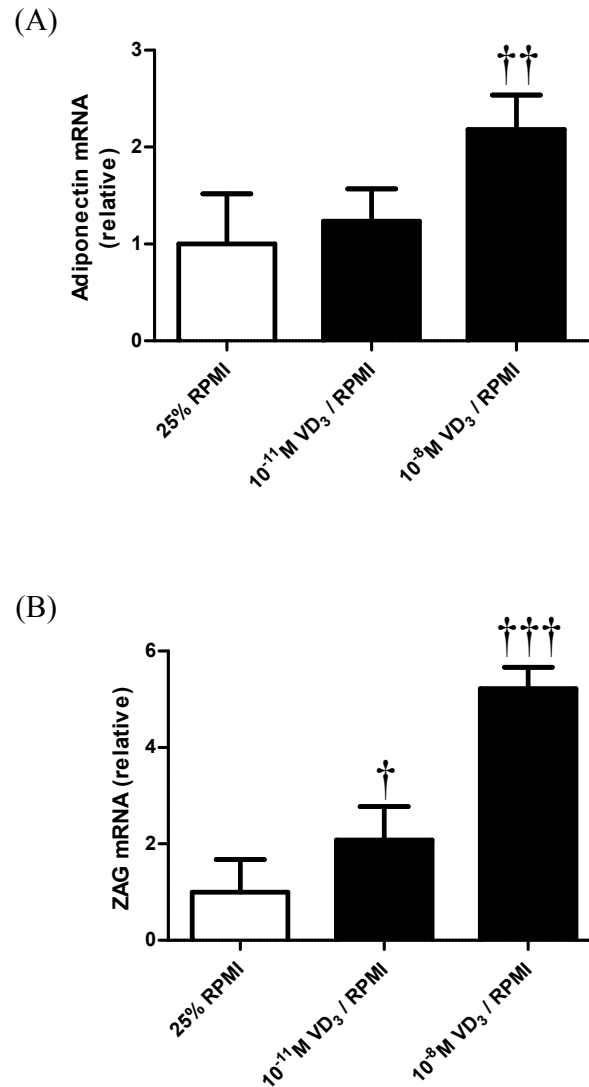 (A)
Adiponectin mRNA
(relative)
3
2
1
0
††
25% RPMI
10⁻¹¹M VD₃ / RPMI
10⁻⁸M VD₃ / RPMI
(B)
ZAG mRNA (relative)
6
4
2
0
†
†††
25% RPMI
10⁻¹¹M VD₃ / RPMI
10⁻⁸M VD₃ / RPMI